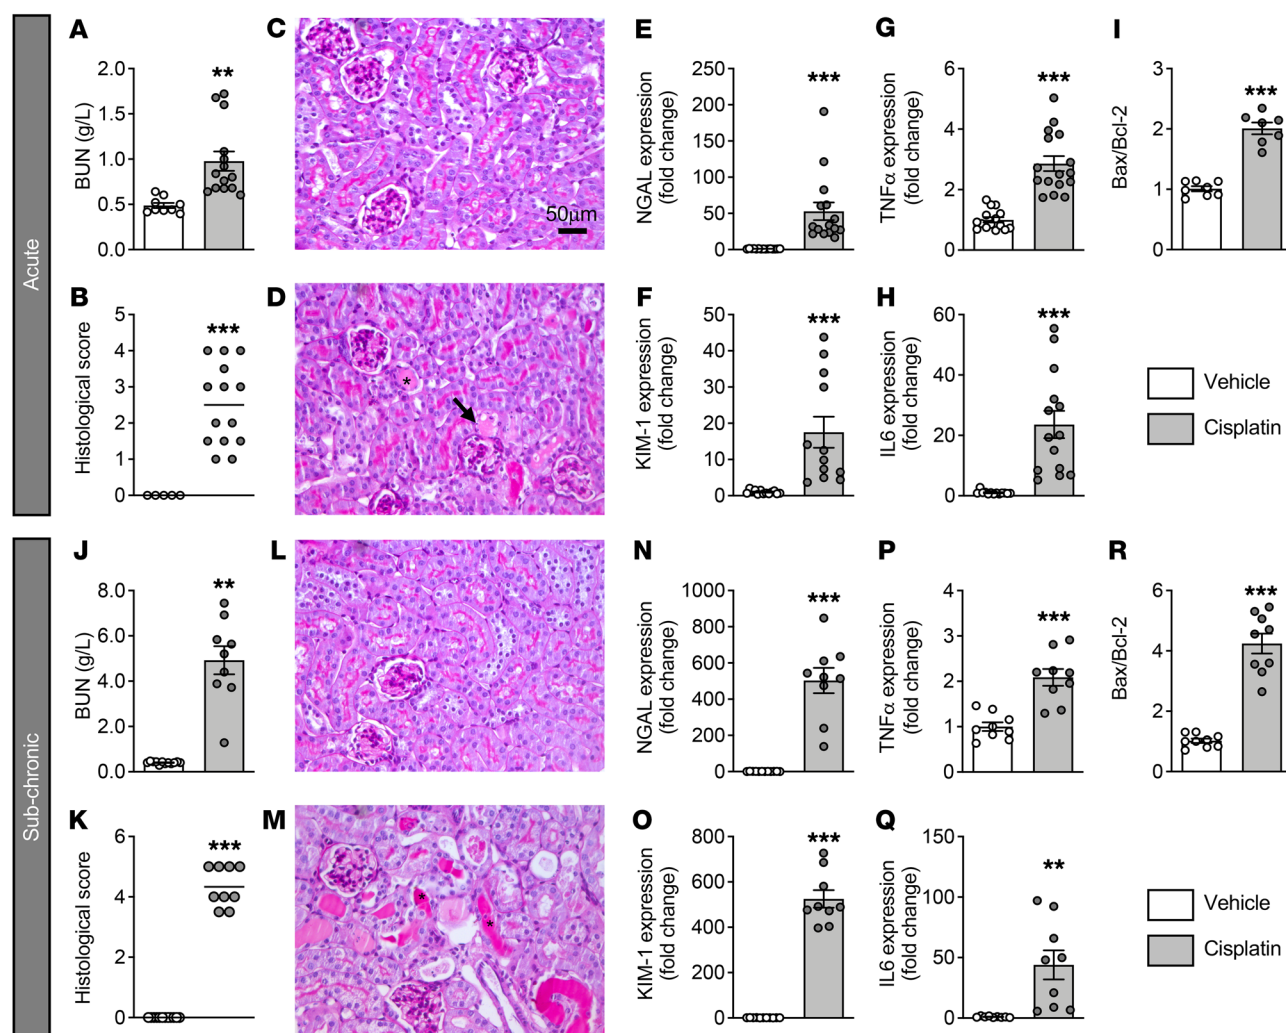 Acute
A
BUN (g/L)
2.0
1.5
1.0
0.5
0.0
**
C
50μm
E
NGAL expression
(fold change)
250
200
150
100
50
0
***
G
TNFα expression
(fold change)
6
4
2
0
***
I
Bax/Bcl-2
3
2
1
0
***
B
Histological score
5
4
3
2
1
0
***
D
*
F
KIM-1 expression
(fold change)
50
40
30
20
10
0
***
H
IL6 expression
(fold change)
60
40
20
0
***
Vehicle
Cisplatin
Sub-chronic
J
BUN (g/L)
8.0
6.0
4.0
2.0
0.0
**
L
N
NGAL expression
(fold change)
1000
800
600
400
200
0
***
P
TNFα expression
(fold change)
4
3
2
1
0
***
R
Bax/Bcl-2
6
4
2
0
***
K
Histological score
6
4
2
0
***
M
*
*
O
KIM-1 expression
(fold change)
800
600
400
200
0
***
Q
IL6 expression
(fold change)
150
100
50
0
**
Vehicle
Cisplatin